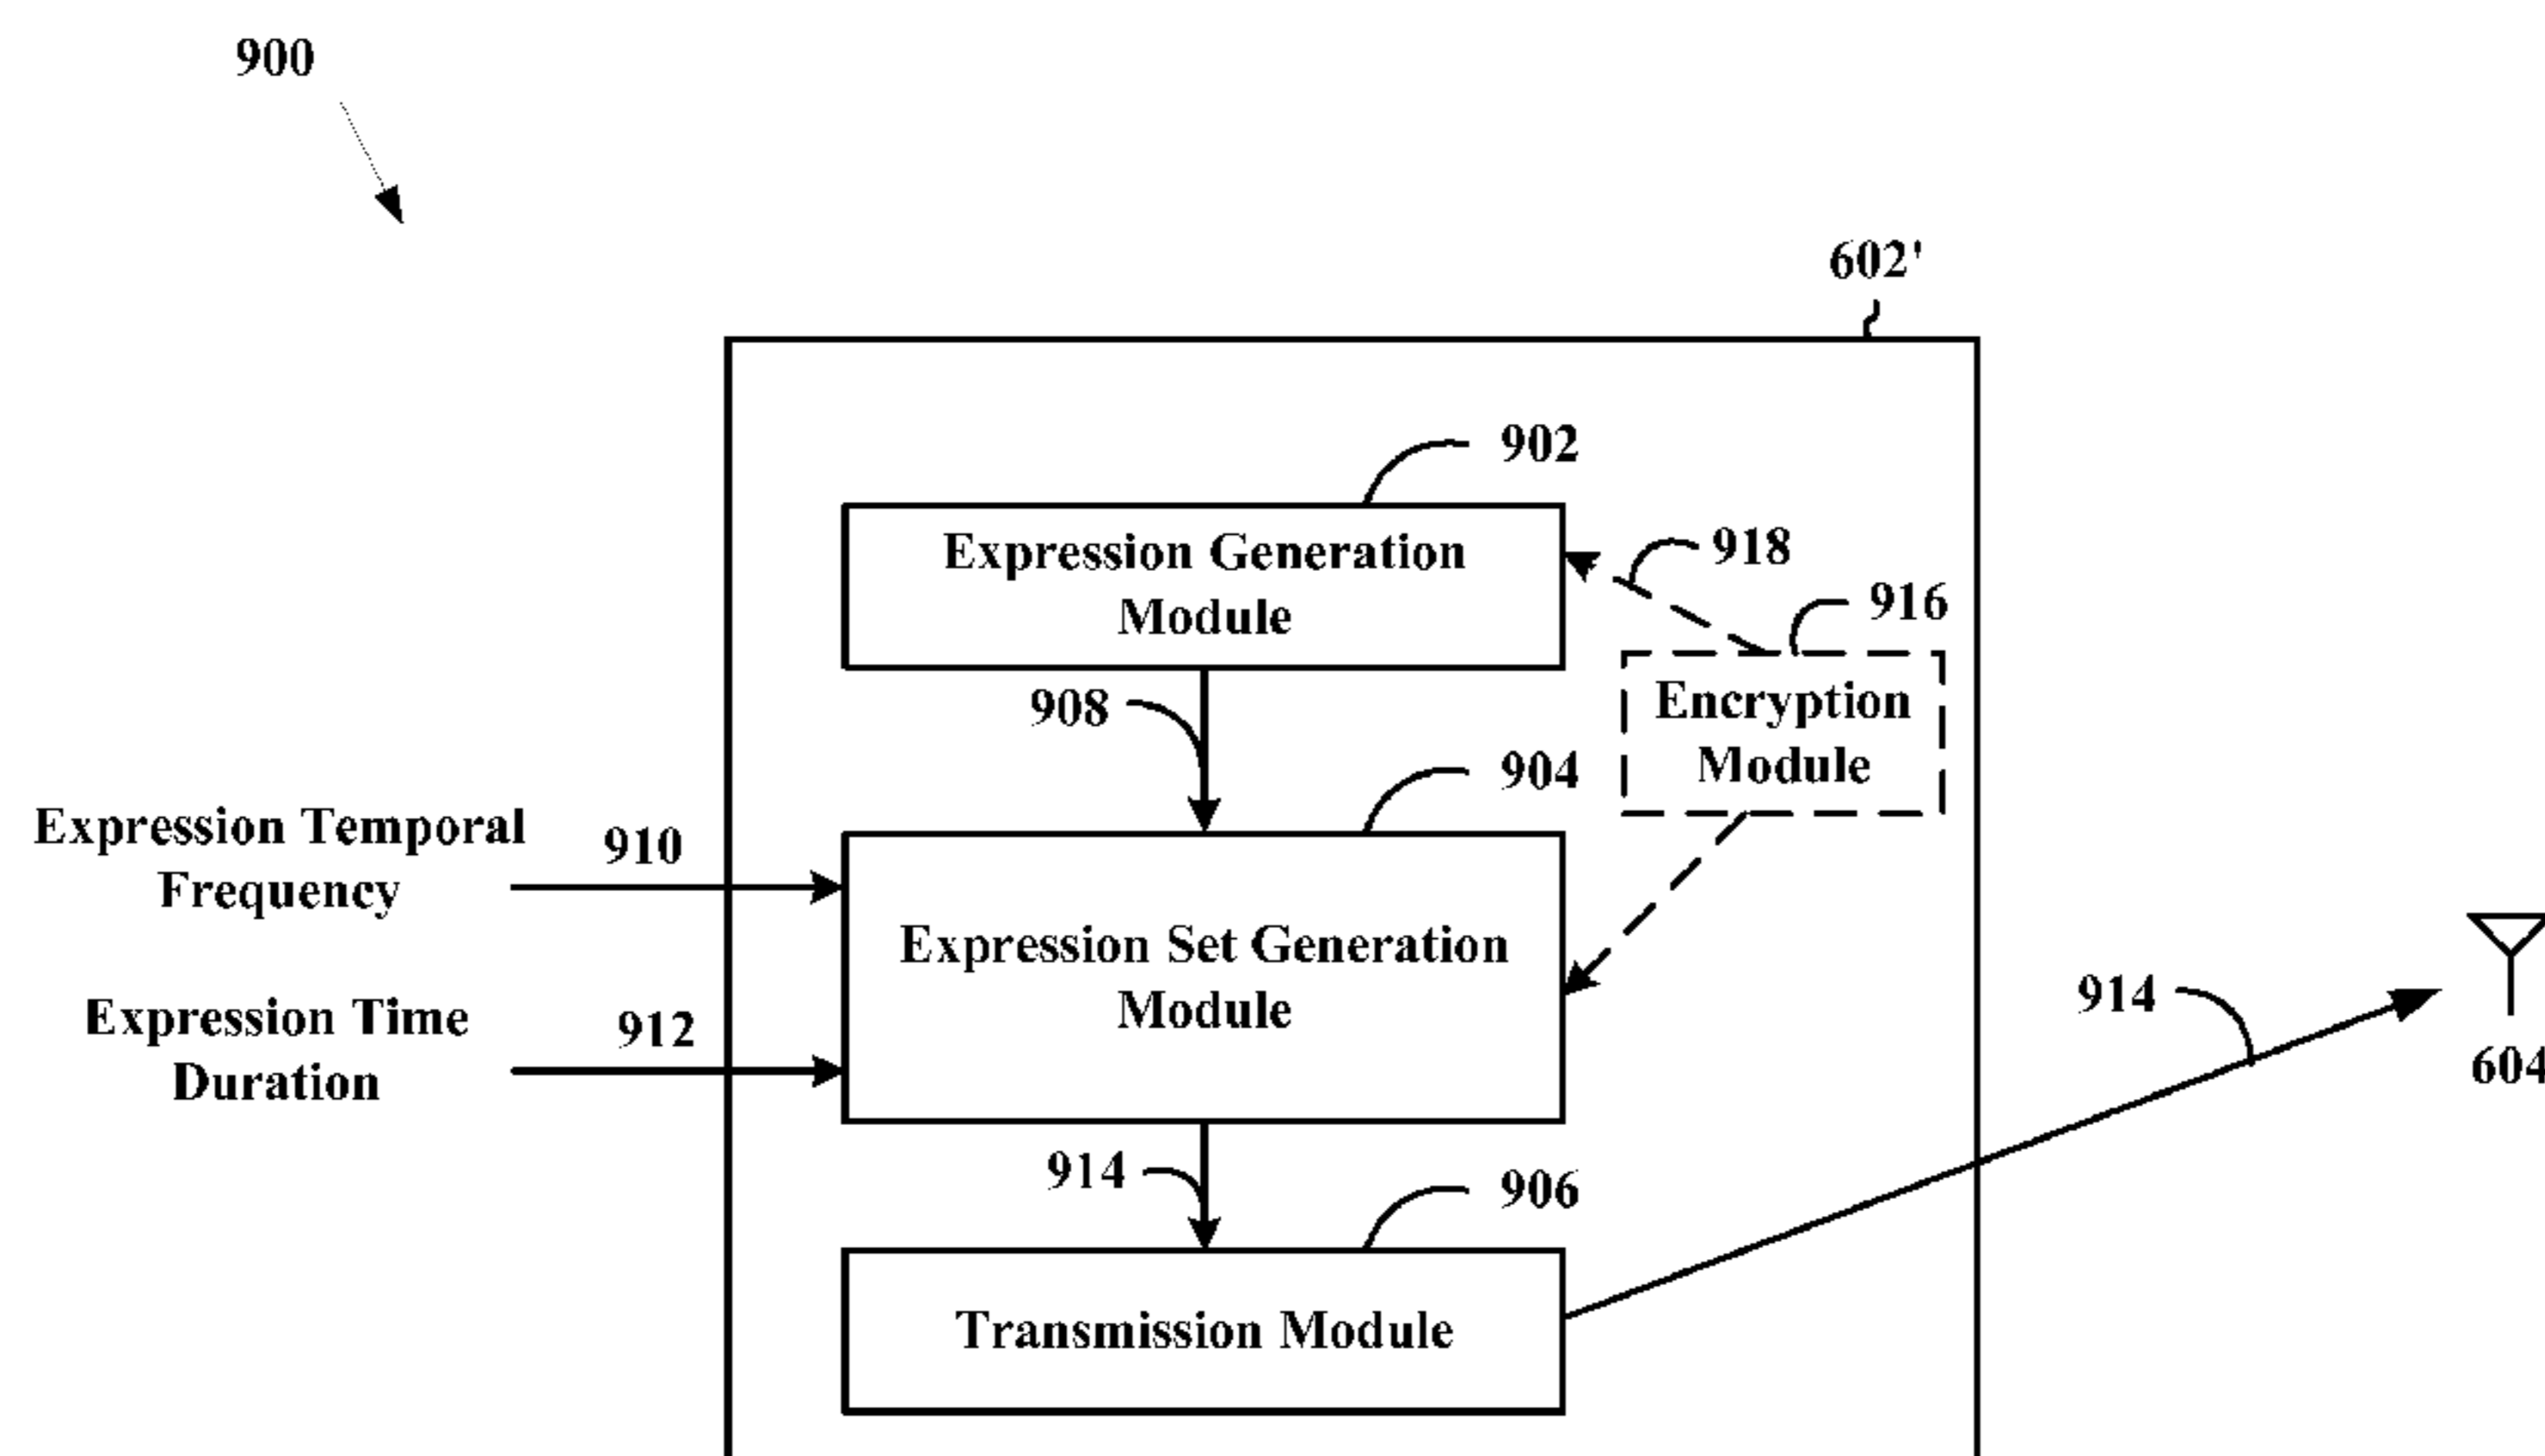 900
602'
902
Expression Generation
Module
918
916
Encryption
Module
908
904
Expression Temporal
Frequency
910
Expression Set Generation
Module
Expression Time
Duration
912
914
604
914
906
Transmission Module